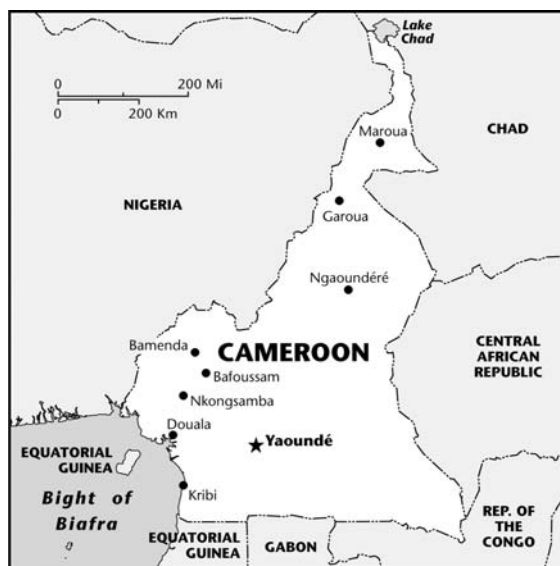 Lake
Chad
0 200 Mi
0 200 Km
Maroua
CHAD
NIGERIA
Garoua
Ngaoundéré
Bamenda
CAMEROON
CENTRAL
AFRICAN
REPUBLIC
Bafoussam
Nkongsamba
Douala
Yaoundé
EQUATORIAL
GUINEA
Bight of
Biafra
Kribi
REP. OF
THE
CONGO
EQUATORIAL
GUINEA
GABON